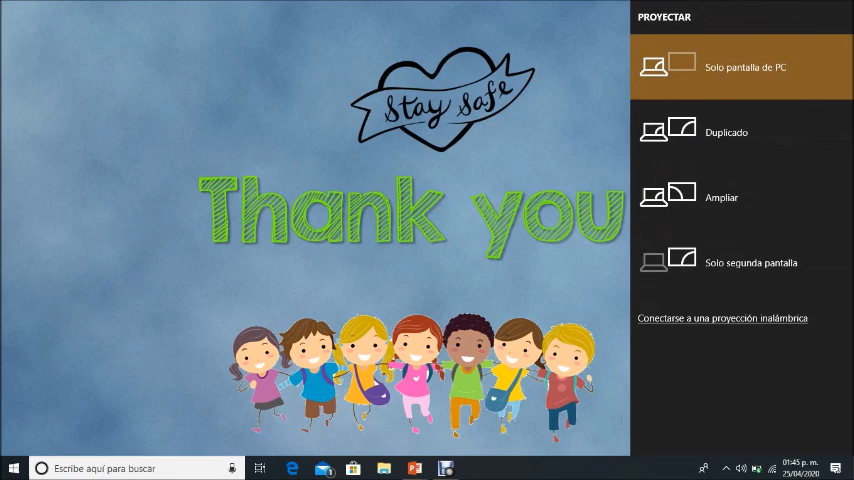 PROYECTAR
Solo pantalla de PC
Duplicado
Ampliar
Solo segunda pantalla
Conectarse a una proyección inalámbrica
stay safe
Thank you
Escribe aquí para buscar
1
01:45 p. m.
25/04/2020